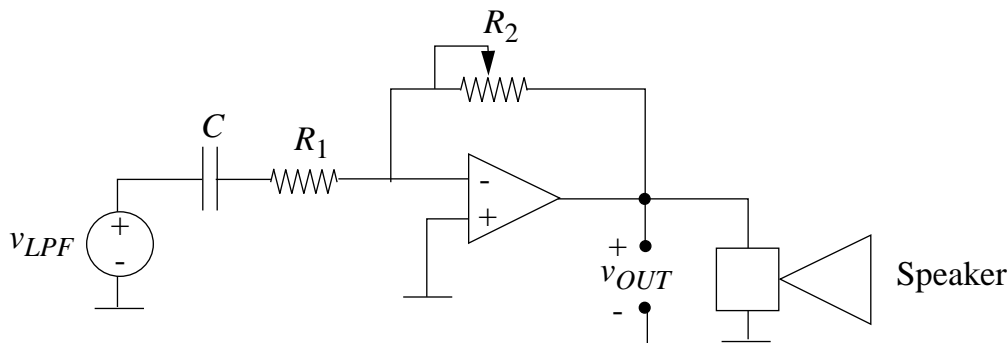 R2
C
R1
-
+
+
-
vLPF
+
vOUT
-
Speaker